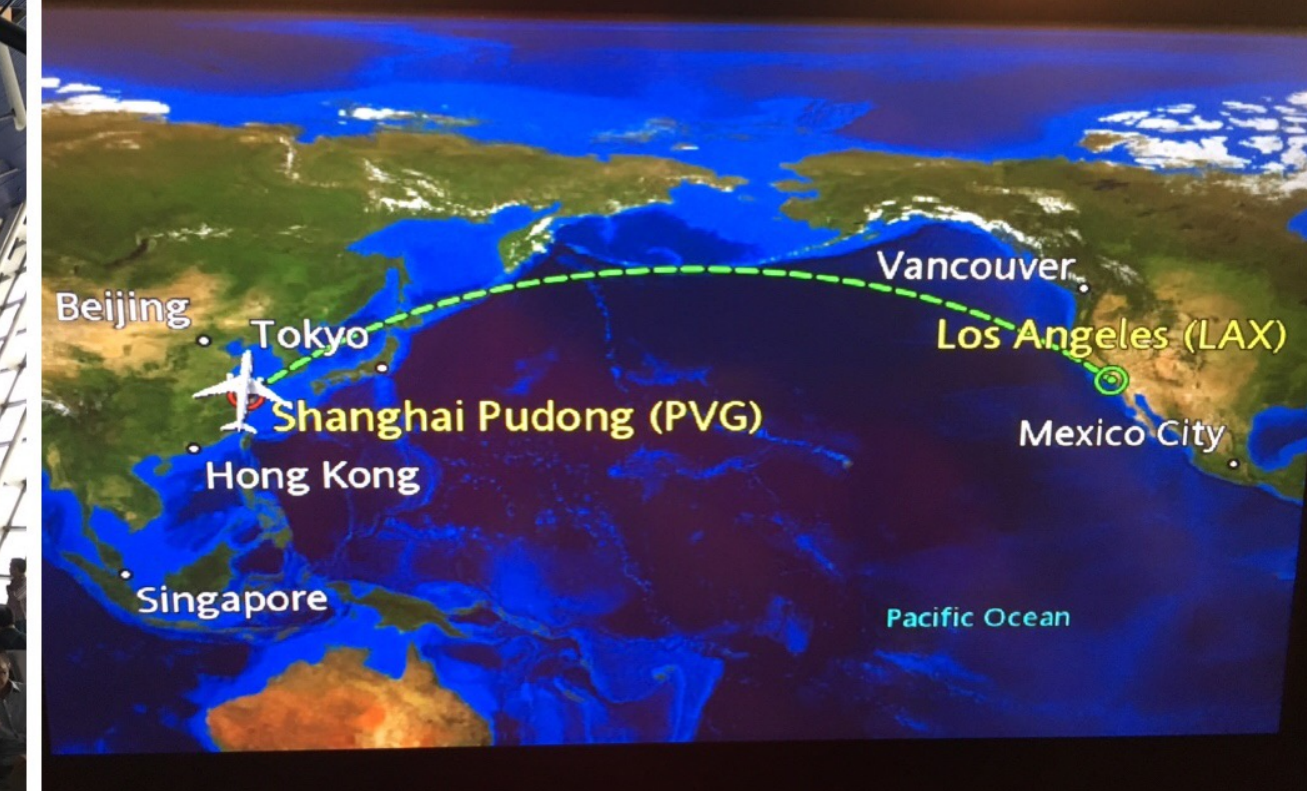 Vancouver
Beijing
Tokyo
Los Angeles (LAX)
Shanghai Pudong (PVG)
Mexico City
Hong Kong
Singapore
Pacific Ocean